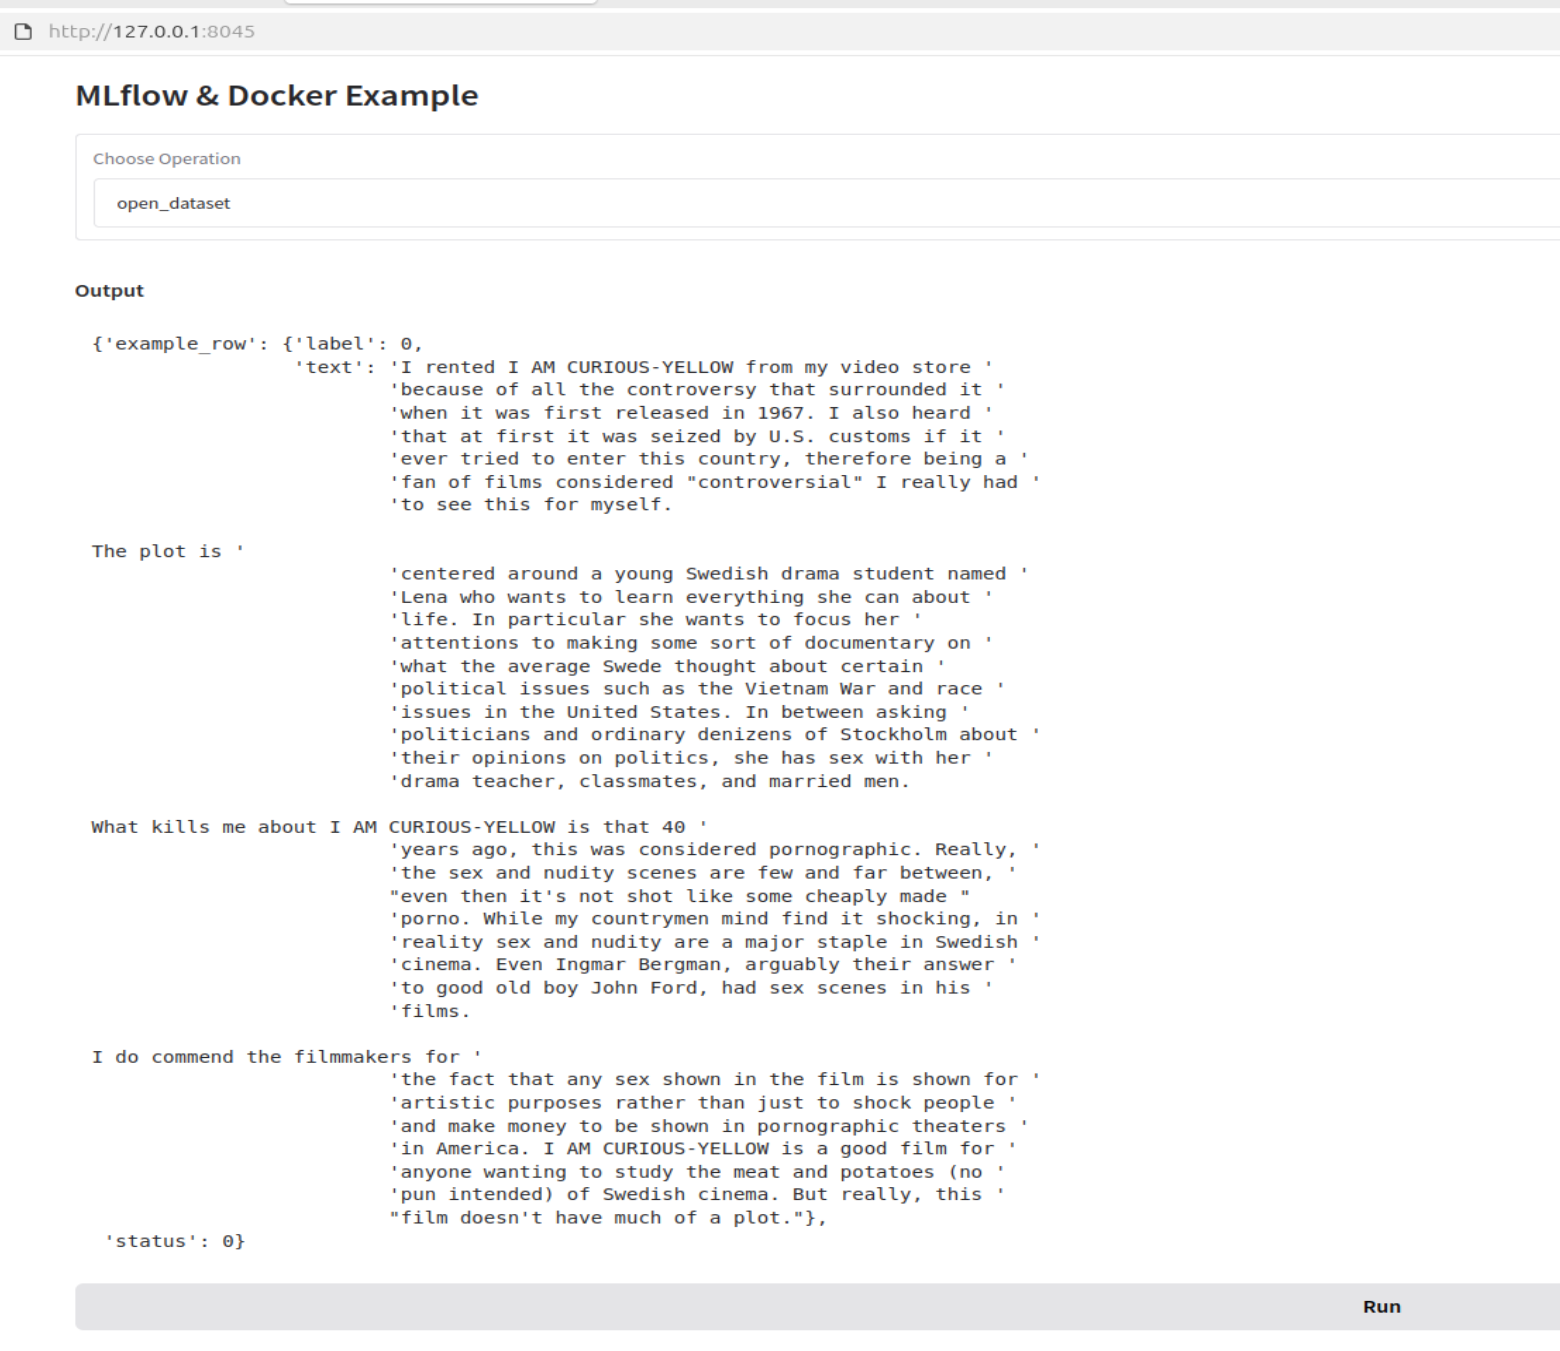 http://127.0.0.1:8045
MLflow & Docker Example
Choose Operation
open_dataset
Output
{'example_row': {'label': 0,
'text': 'I rented I AM CURIOUS-YELLOW from my video store '
'because of all the controversy that surrounded it '
'when it was first released in 1967. I also heard '
'that at first it was seized by U.S. customs if it '
'ever tried to enter this country, therefore being a '
'fan of films considered "controversial" I really had '
'to see this for myself.
The plot is '
'centered around a young Swedish drama student named '
'Lena who wants to learn everything she can about '
'life. In particular she wants to focus her '
'attentions to making some sort of documentary on '
'what the average Swede thought about certain '
'political issues such as the Vietnam War and race '
'issues in the United States. In between asking '
'politicians and ordinary denizens of Stockholm about '
'their opinions on politics, she has sex with her '
'drama teacher, classmates, and married men.
What kills me about I AM CURIOUS-YELLOW is that 40 '
'years ago, this was considered pornographic. Really, '
'the sex and nudity scenes are few and far between, '
"even then it's not shot like some cheaply made "
'porno. While my countrymen mind find it shocking, in '
'reality sex and nudity are a major staple in Swedish '
'cinema. Even Ingmar Bergman, arguably their answer '
'to good old boy John Ford, had sex scenes in his '
'films.
I do commend the filmmakers for '
'the fact that any sex shown in the film is shown for '
'artistic purposes rather than just to shock people '
'and make money to be shown in pornographic theaters '
'in America. I AM CURIOUS-YELLOW is a good film for '
'anyone wanting to study the meat and potatoes (no '
'pun intended) of Swedish cinema. But really, this '
"film doesn't have much of a plot."},
'status': 0}
Run